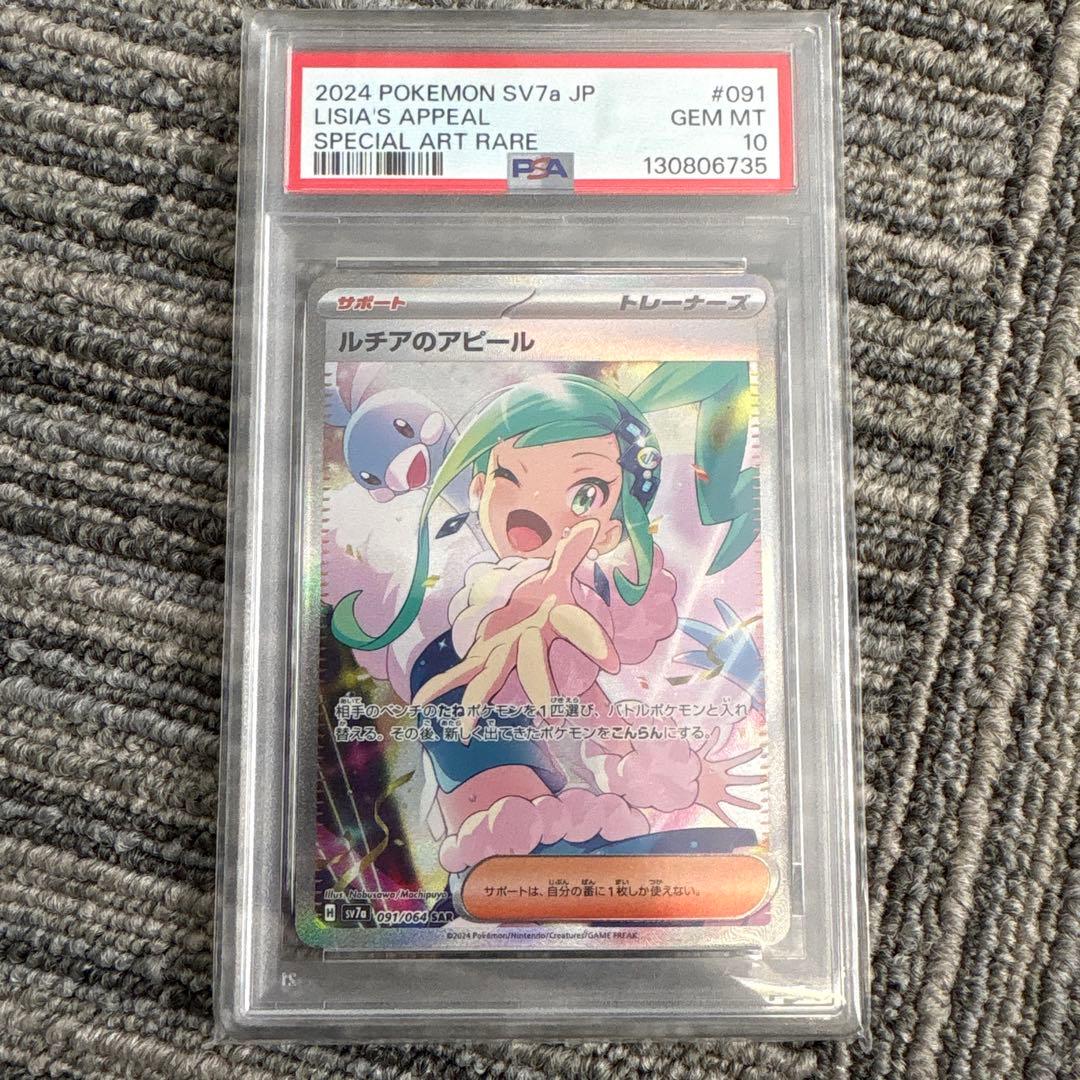 2024 POKEMON SV7a JP #091
LISIA'S APPEAL GEM MT
SPECIAL ART RARE 10
PSA 130806735
サポート トレーナーズ
ルチアのアピール
相手のベンチのたねポケモンを1匹選び、バトルポケモンと入れ
替える。その後、新しく出てきたポケモンをこんらんにする。
サポートは、自分の番に1枚しか使えない。
Illus. Nobusawa/Mochipuyo
H sv7a 091/064 SAR
©2024 Pokémon/Nintendo/Creatures/GAME FREAK.